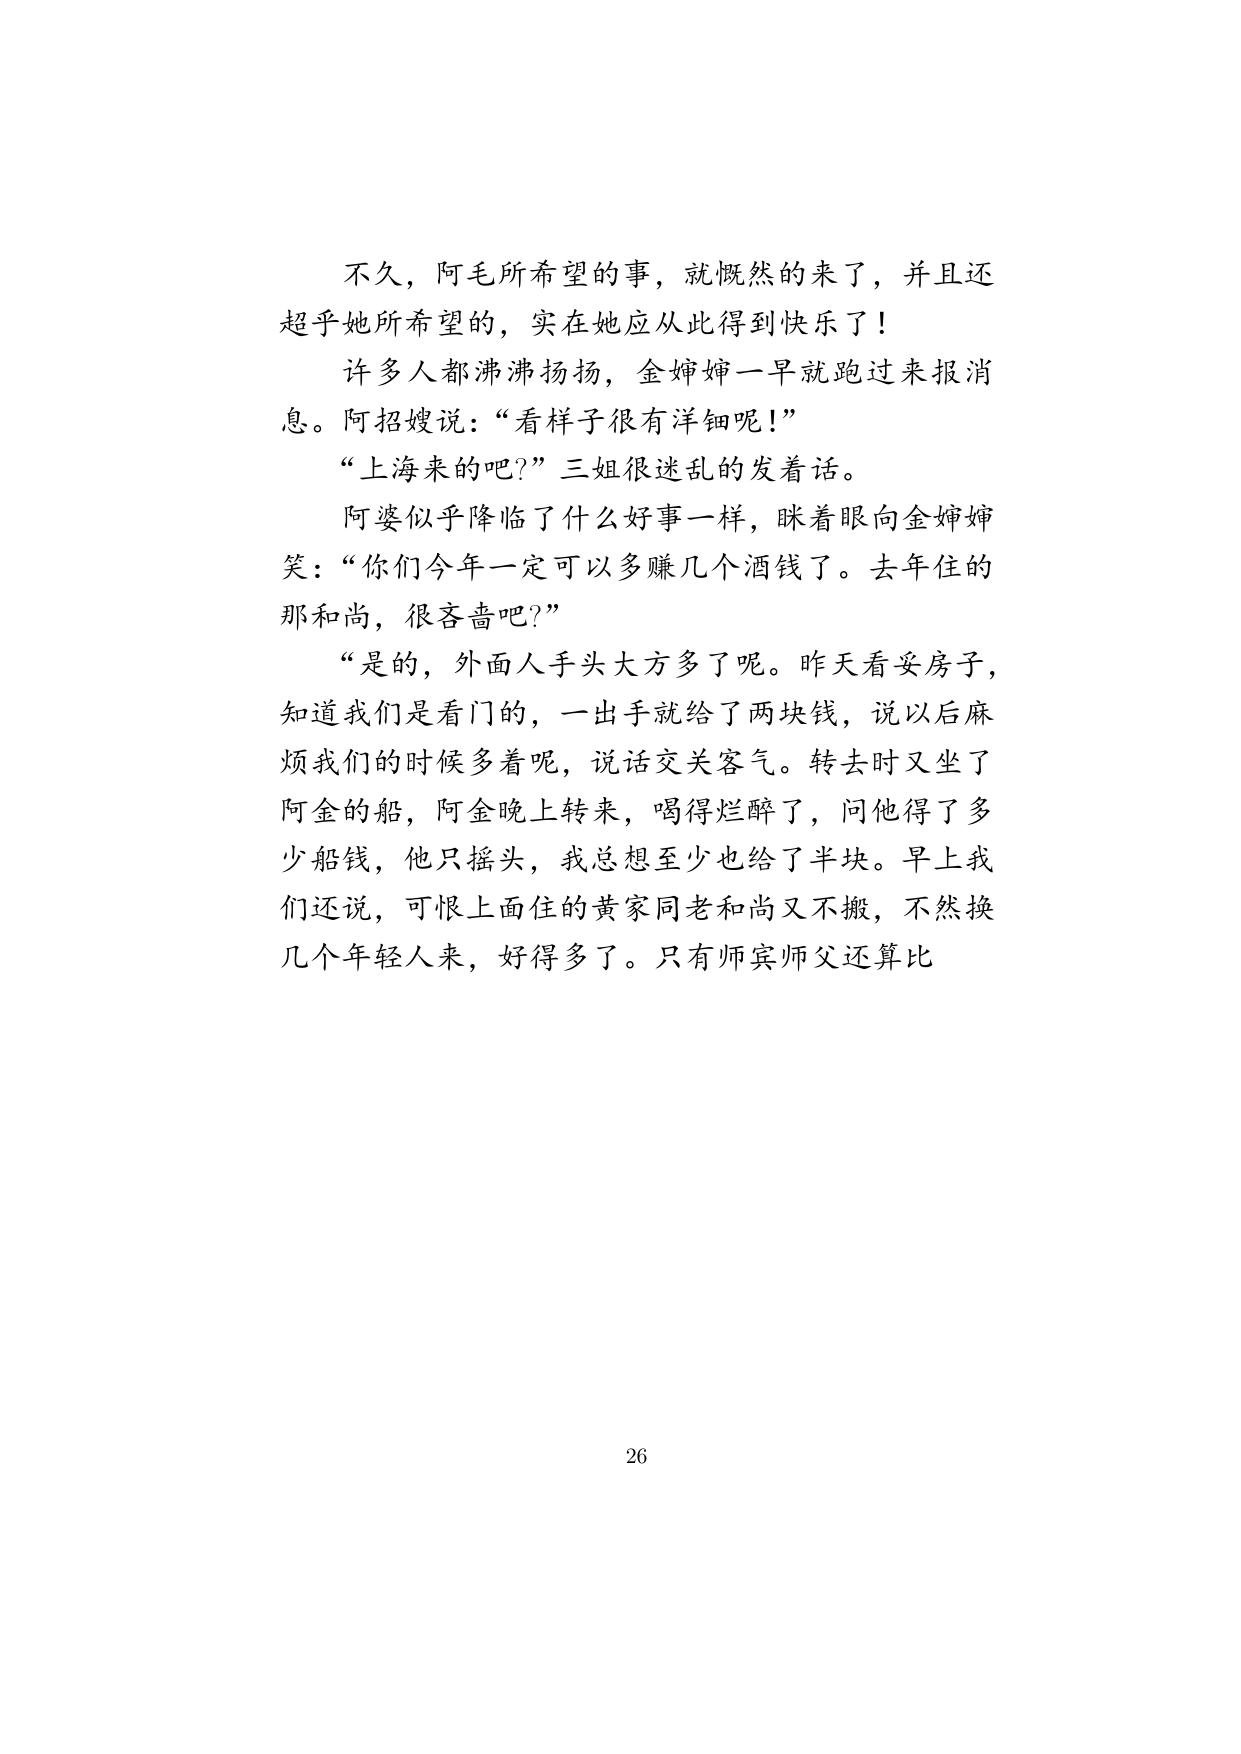 不久，阿毛所希望的事，就慨然的来了，并且还
超乎她所希望的，实在她应从此得到快乐了！
许多人都沸沸扬扬，金婶婶一早就跑过来报消
息。阿招嫂说：“看样子很有洋钿呢！”
“上海来的吧？”三姐很迷乱的发着话。
阿婆似乎降临了什么好事一样，眯着眼向金婶婶
笑：“你们今年一定可以多赚几个酒钱了。去年住的
那和尚，很吝啬吧？”
“是的，外面人手头大方多了呢。昨天看妥房子，
知道我们是看门的，一出手就给了两块钱，说以后麻
烦我们的时候多着呢，说话交关客气。转去时又坐了
阿金的船，阿金晚上转来，喝得烂醉了，问他得了多
少船钱，他只摇头，我总想至少也给了半块。早上我
们还说，可恨上面住的黄家同老和尚又不搬，不然换
几个年轻人来，好得多了。只有师宾师父还算比
26